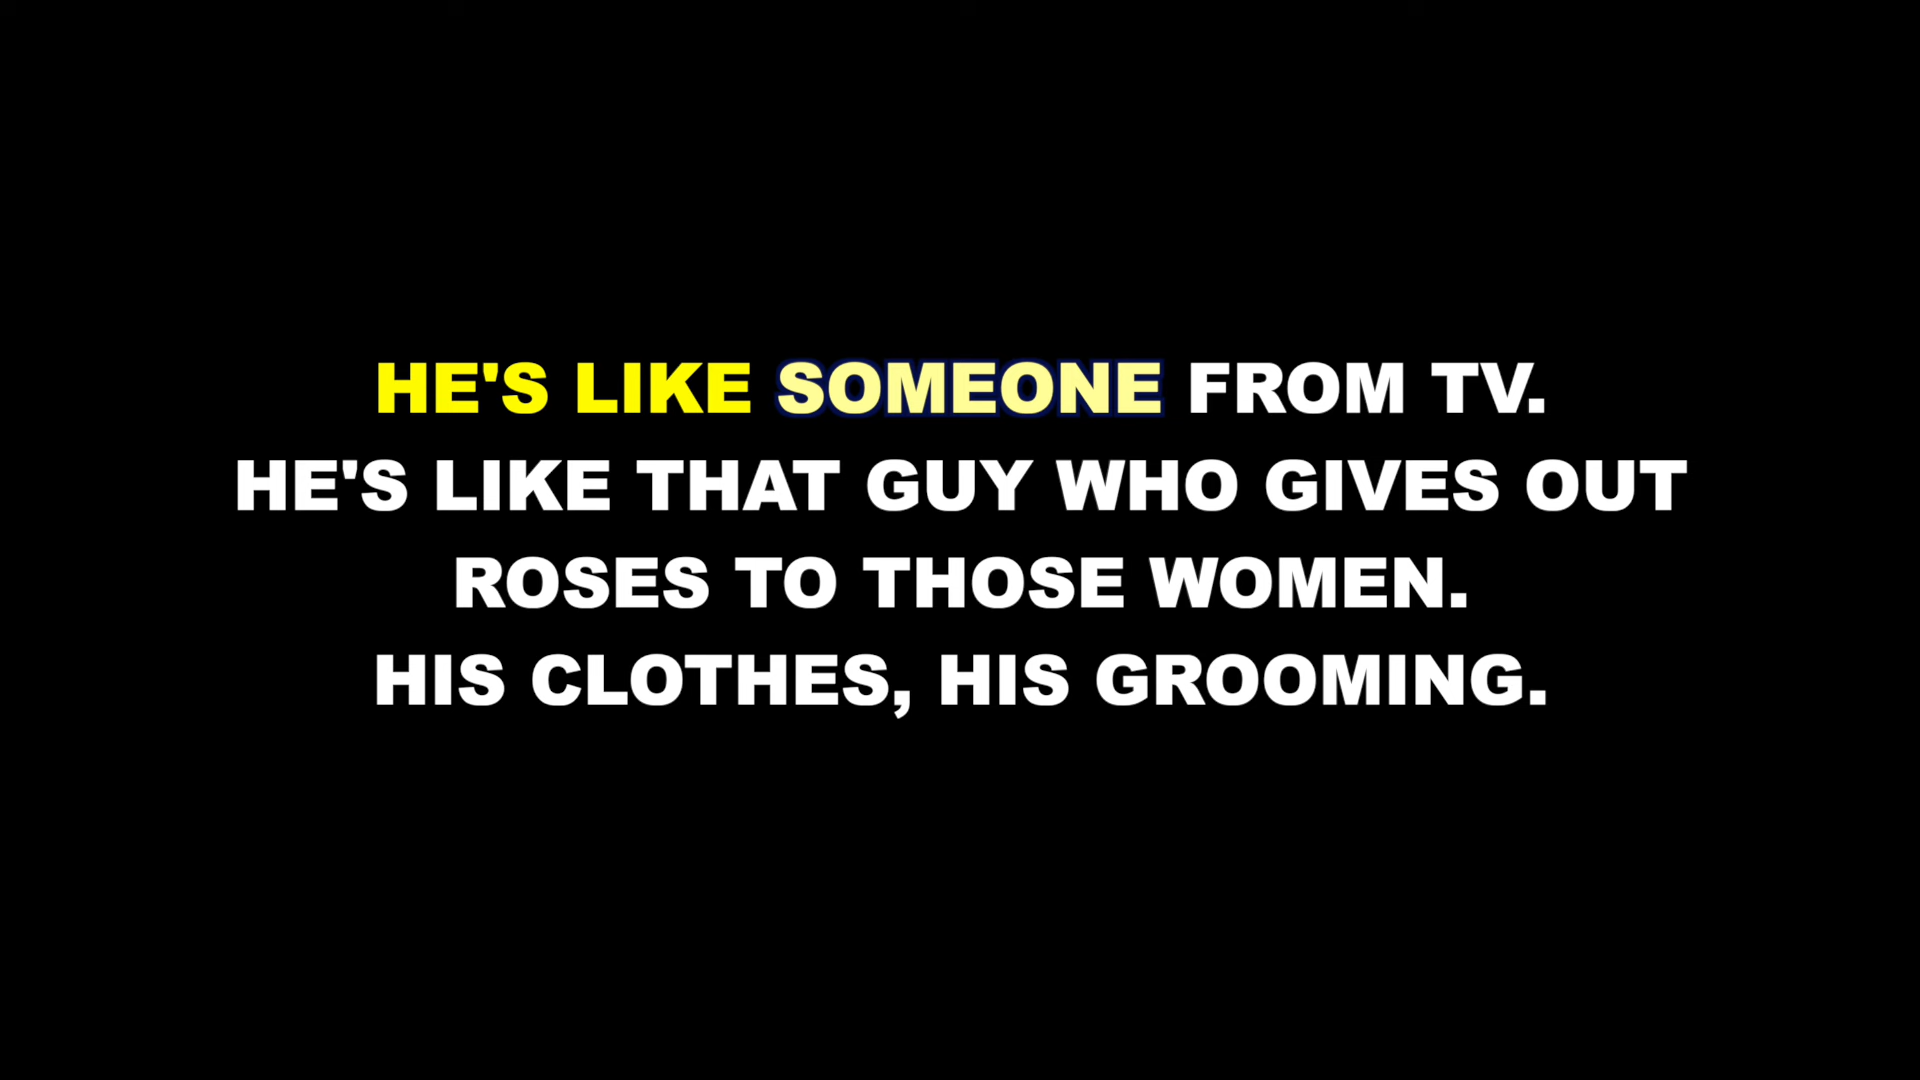 HE'S LIKE SOMEONE FROM TV.
HE'S LIKE THAT GUY WHO GIVES OUT
ROSES TO THOSE WOMEN.
HIS CLOTHES, HIS GROOMING.